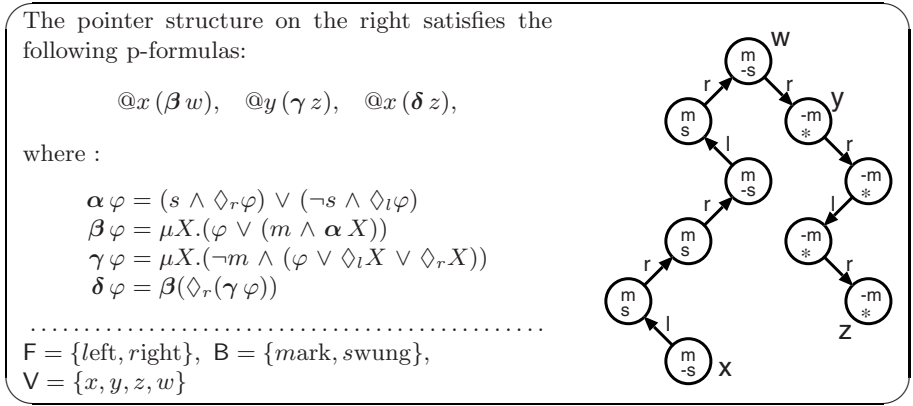 The pointer structure on the right satisfies the
following p-formulas:
@x (β w), @y (γ z), @x (δ z),
where :
α φ = (s ∧ ◊ᵣφ) ∨ (¬s ∧ ◊ₗφ)
β φ = μX.(φ ∨ (m ∧ α X))
γ φ = μX.(¬m ∧ (φ ∨ ◊ₗX ∨ ◊ᵣX))
δ φ = β(◊ᵣ(γ φ))
F = {left, right}, B = {mark, swung},
V = {x, y, z, w}
w
m
-s
r
r
y
m
s
-m
*
l
r
m
-s
-m
*
r
l
m
s
-m
*
r
r
m
s
-m
*
z
l
m
-s
x